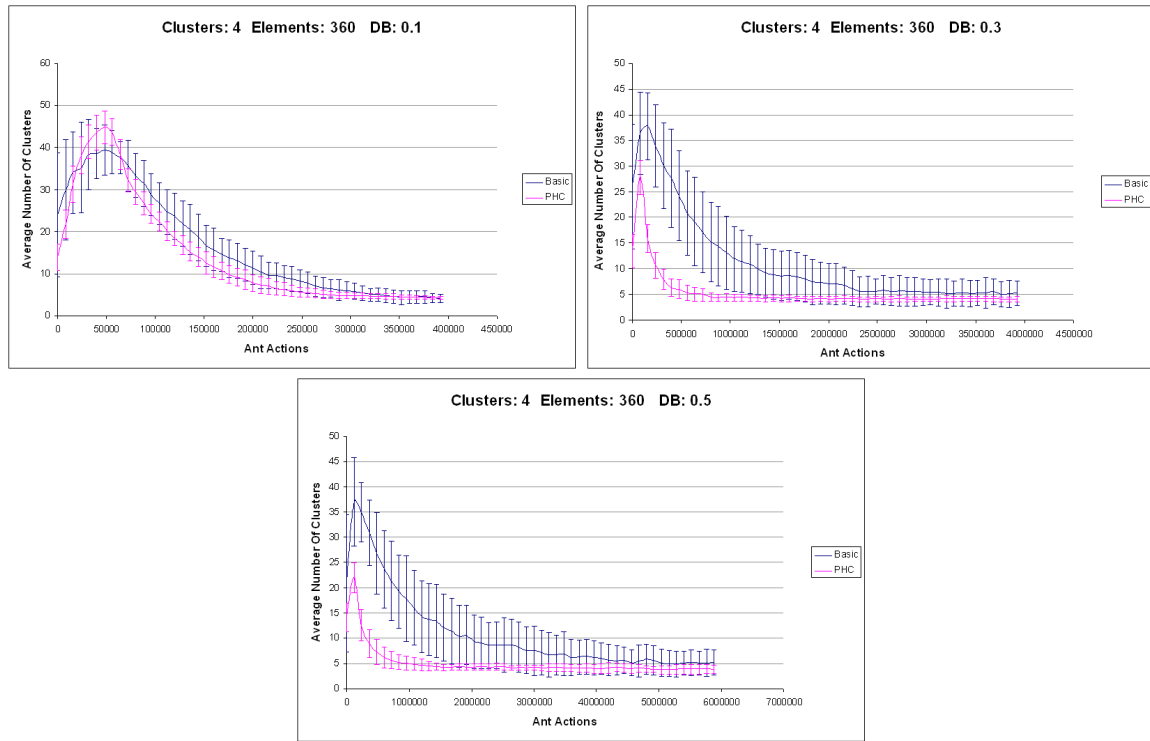 Clusters: 4 Elements: 360 DB: 0.1
60
50
40
30
20
10
0
Average Number Of Clusters
0 50000 100000 150000 200000 250000 300000 350000 400000 450000
Ant Actions
Basic
PHC
Clusters: 4 Elements: 360 DB: 0.3
50
45
40
35
30
25
20
15
10
5
0
Average Number Of Clusters
0 500000 1000000 1500000 2000000 2500000 3000000 3500000 4000000 4500000
Ant Actions
Basic
PHC
Clusters: 4 Elements: 360 DB: 0.5
50
45
40
35
30
25
20
15
10
5
0
Average Number Of Clusters
0 1000000 2000000 3000000 4000000 5000000 6000000 7000000
Ant Actions
Basic
PHC